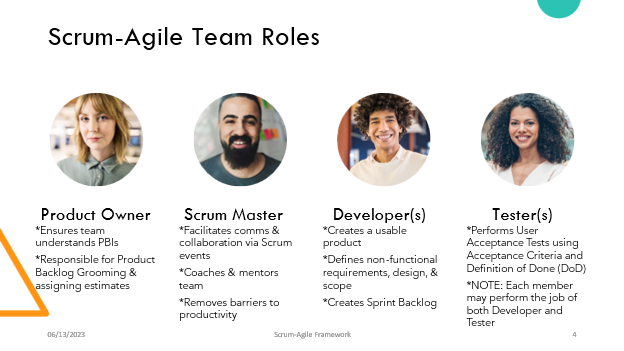 Scrum-Agile Team Roles
Product Owner
*Ensures team
understands PBIs
*Responsible for Product
Backlog Grooming &
assigning estimates
Scrum Master
*Facilitates comms &
collaboration via Scrum
events
*Coaches & mentors
team
*Removes barriers to
productivity
Developer(s)
*Creates a usable
product
*Defines non-functional
requirements, design, &
scope
*Creates Sprint Backlog
Tester(s)
*Performs User
Acceptance Tests using
Acceptance Criteria and
Definition of Done (DoD)
*NOTE: Each member
may perform the job of
both Developer and
Tester
06/13/2023
Scrum-Agile Framework
4